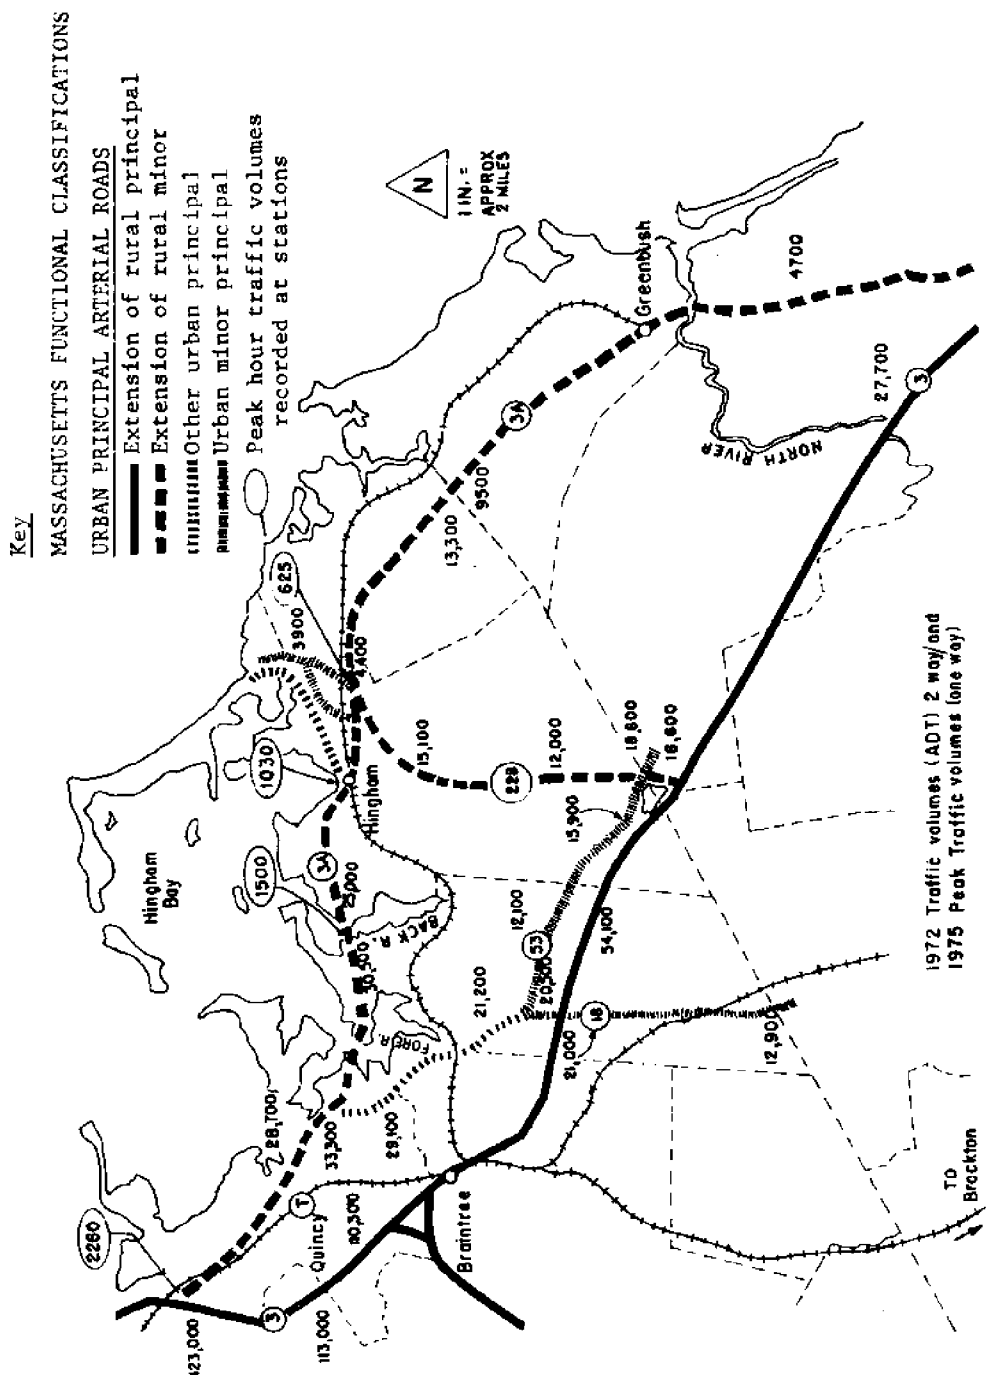 Key
MASSACHUSETTS FUNCTIONAL CLASSIFICATIONS
URBAN PRINCIPAL ARTERIAL ROADS
Extension of rural principal
Extension of rural minor
Other urban principal
Urban minor principal
Peak hour traffic volumes
recorded at stations
N
1 IN. =
APPROX
2 MILES
2280
123,000
3
113,000
Quincy
T
110,300
28,700
33,300
29,100
Braintree
TO
Brockton
Hingham
Bay
1500
3A
25,000
BACK R.
FORE R.
21,200
20,300
53
12,100
21,000
18
12,900
54,100
15,900
1030
Hingham
3900
625
15,100
228
12,000
18,600
16,600
13,300
9500
3A
Greenbush
4700
NORTH RIVER
27,700
3
1972 Traffic volumes (ADT) 2 way/and
1975 Peak Traffic volumes (one way)